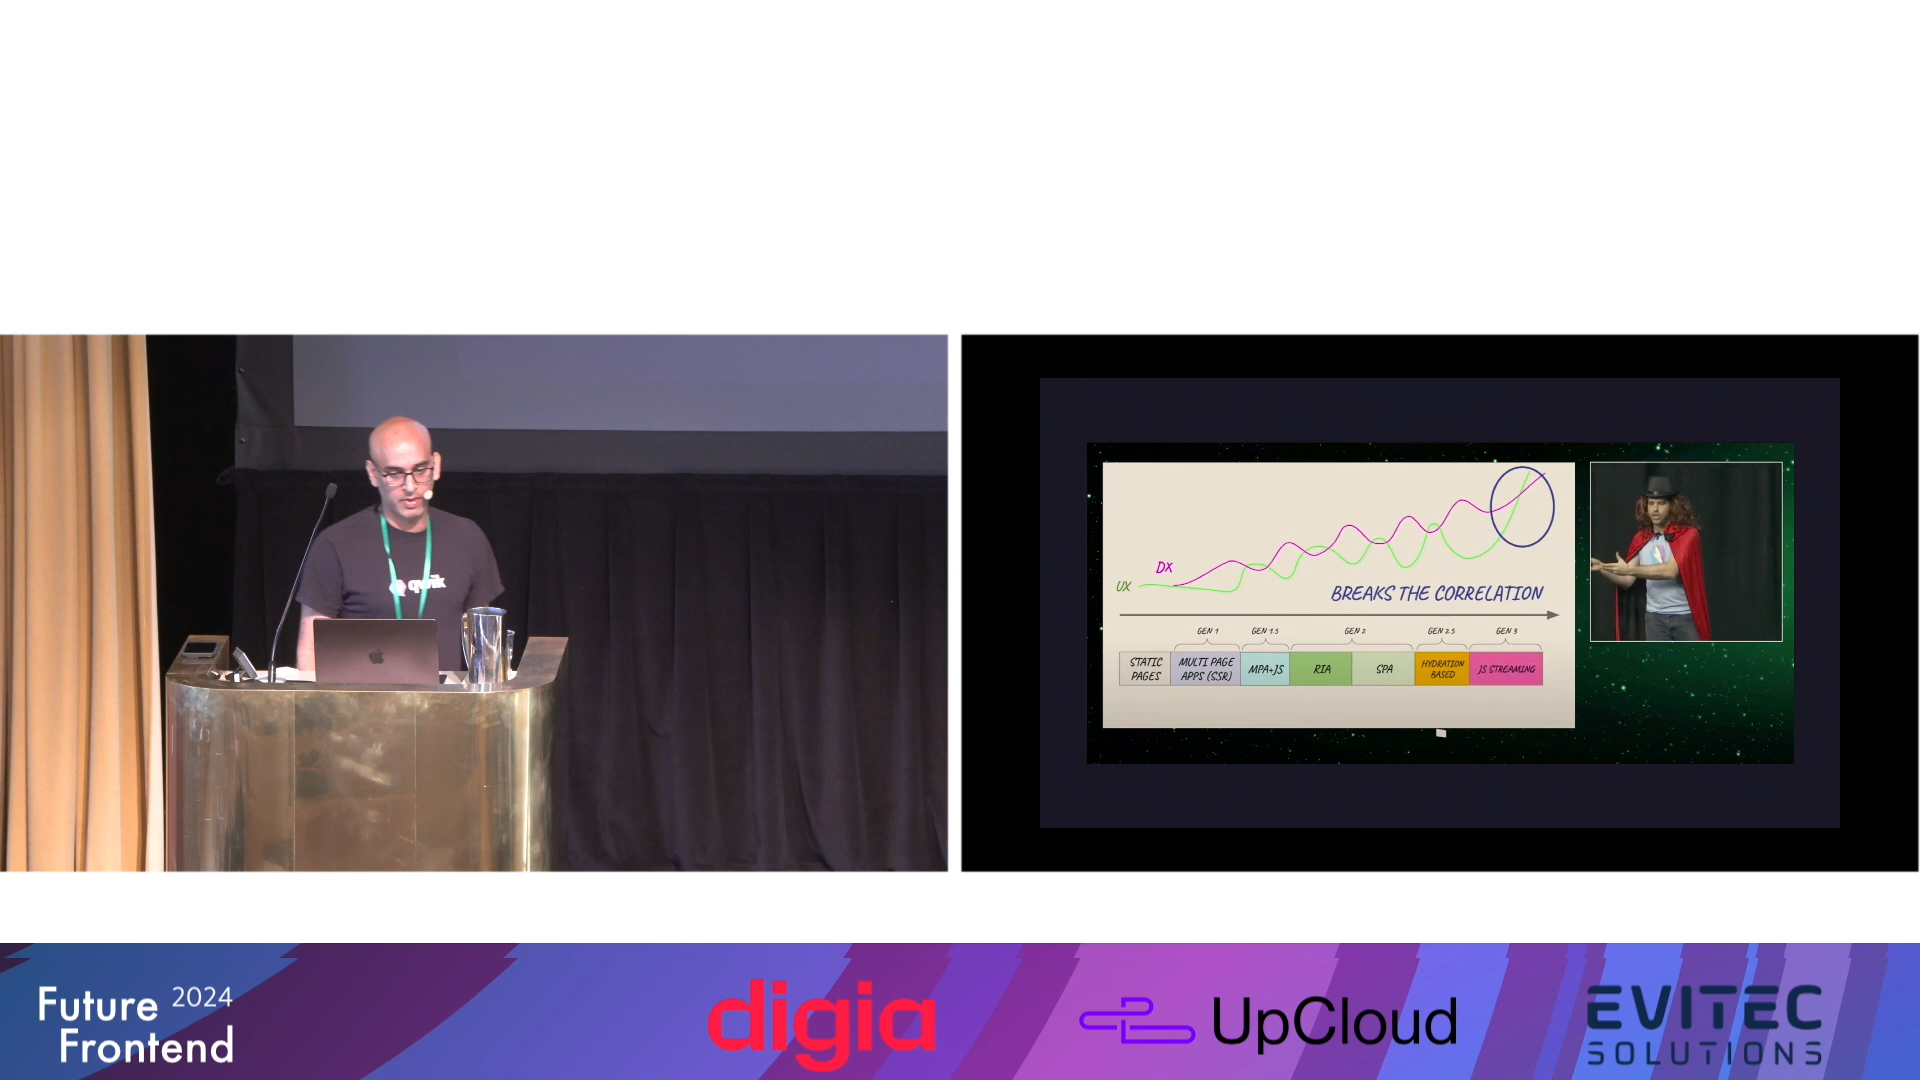 qwik
DX
UX
BREAKS THE CORRELATION
GEN 1
GEN 1.5
GEN 2
GEN 2.5
GEN 3
STATIC
PAGES
MULTI PAGE
APPS (SSR)
MPA+JS
RIA
SPA
HYDRATION
BASED
JS STREAMING
Future 2024
Frontend
digia
UpCloud
EVITEC
SOLUTIONS